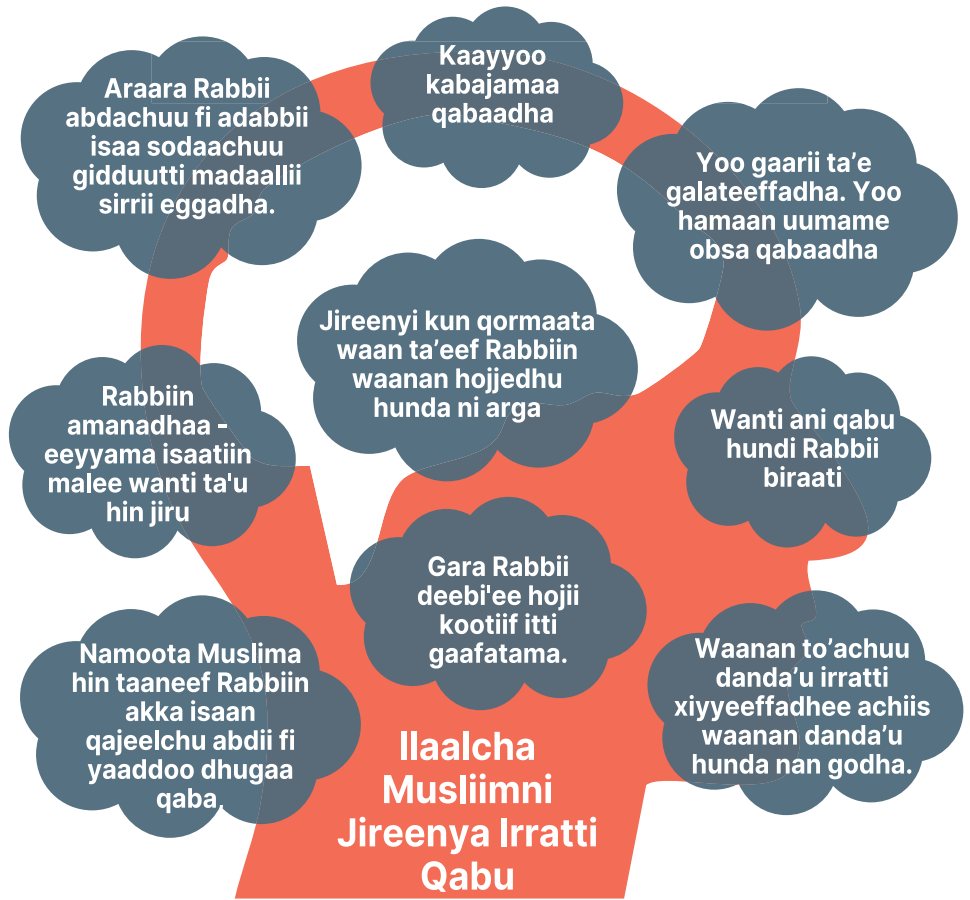 Kaayyoo
kabajamaa
qabaadha
Araara Rabbii
abdachuu fi adabbii
isaa sodaachuu
gidduutti madaallii
sirrii eggadha.
Yoo gaarii ta’e
galateeffadha. Yoo
hamaan uumame
obsa qabaadha
Jireenyi kun qormaata
waan ta’eef Rabbiin
waanan hojjedhu
hunda ni arga
Rabbiin
amanadhaa -
eeyyama isaatiin
malee wanti ta'u
hin jiru
Wanti ani qabu
hundi Rabbii
biraati
Gara Rabbii
deebi'ee hojii
kootiif itti
gaafatama.
Namoota Muslima
hin taaneef Rabbiin
akka isaan
qajeelchu abdii fi
yaaddoo dhugaa
qaba.
Waanan to’achuu
danda’u irratti
xiyyeeffadhee achiis
waanan danda’u
hunda nan godha.
Ilaalcha
Musliimni
Jireenya Irratti
Qabu